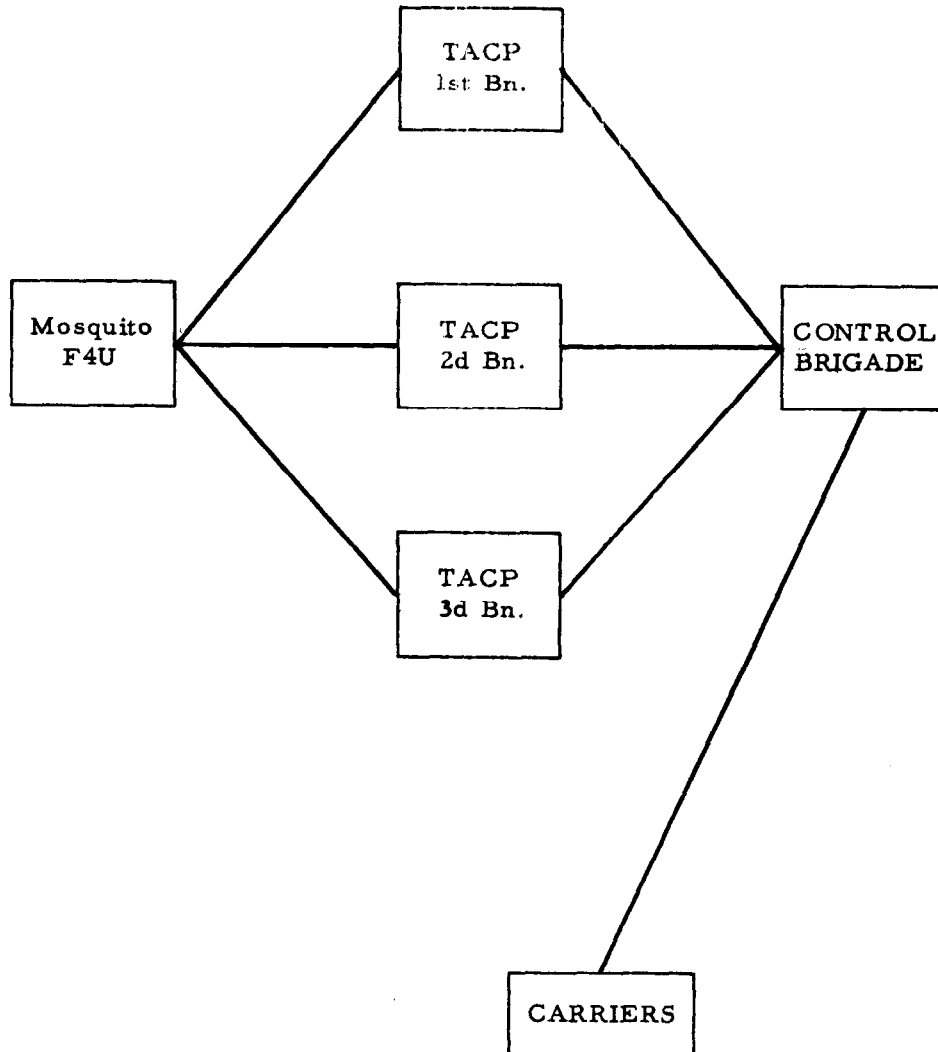 TACP
1st Bn.
Mosquito
F4U
TACP
2d Bn.
CONTROL
BRIGADE
TACP
3d Bn.
CARRIERS